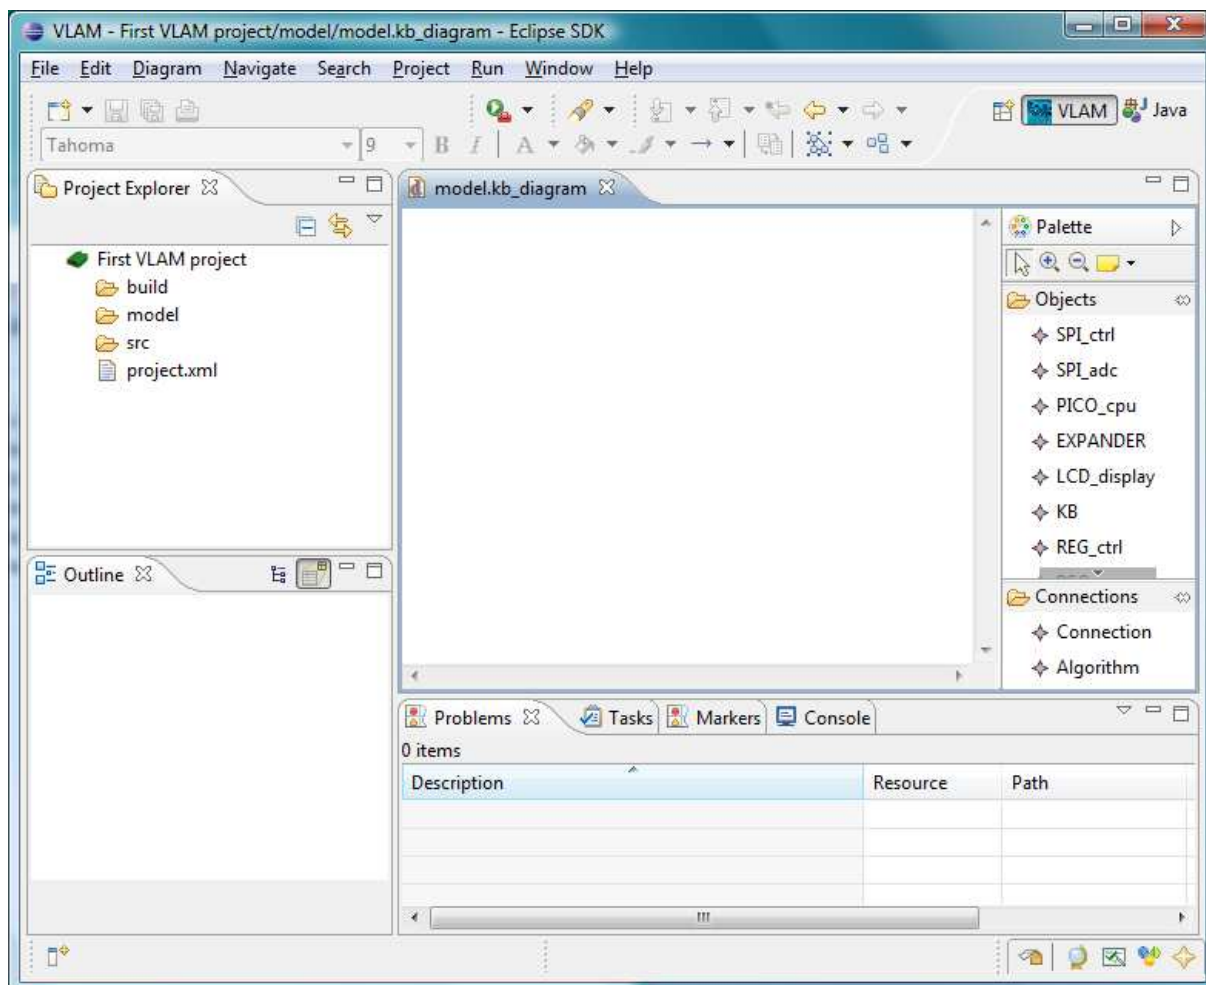 VLAM - First VLAM project/model/model.kb_diagram - Eclipse SDK
File Edit Diagram Navigate Search Project Run Window Help
VLAM Java
Tahoma 9 B I A
Project Explorer
First VLAM project
build
model
src
project.xml
Outline
model.kb_diagram
Palette
Objects
SPI_ctrl
SPI_adc
PICO_cpu
EXPANDER
LCD_display
KB
REG_ctrl
Connections
Connection
Algorithm
Problems Tasks Markers Console
0 items
Description Resource Path